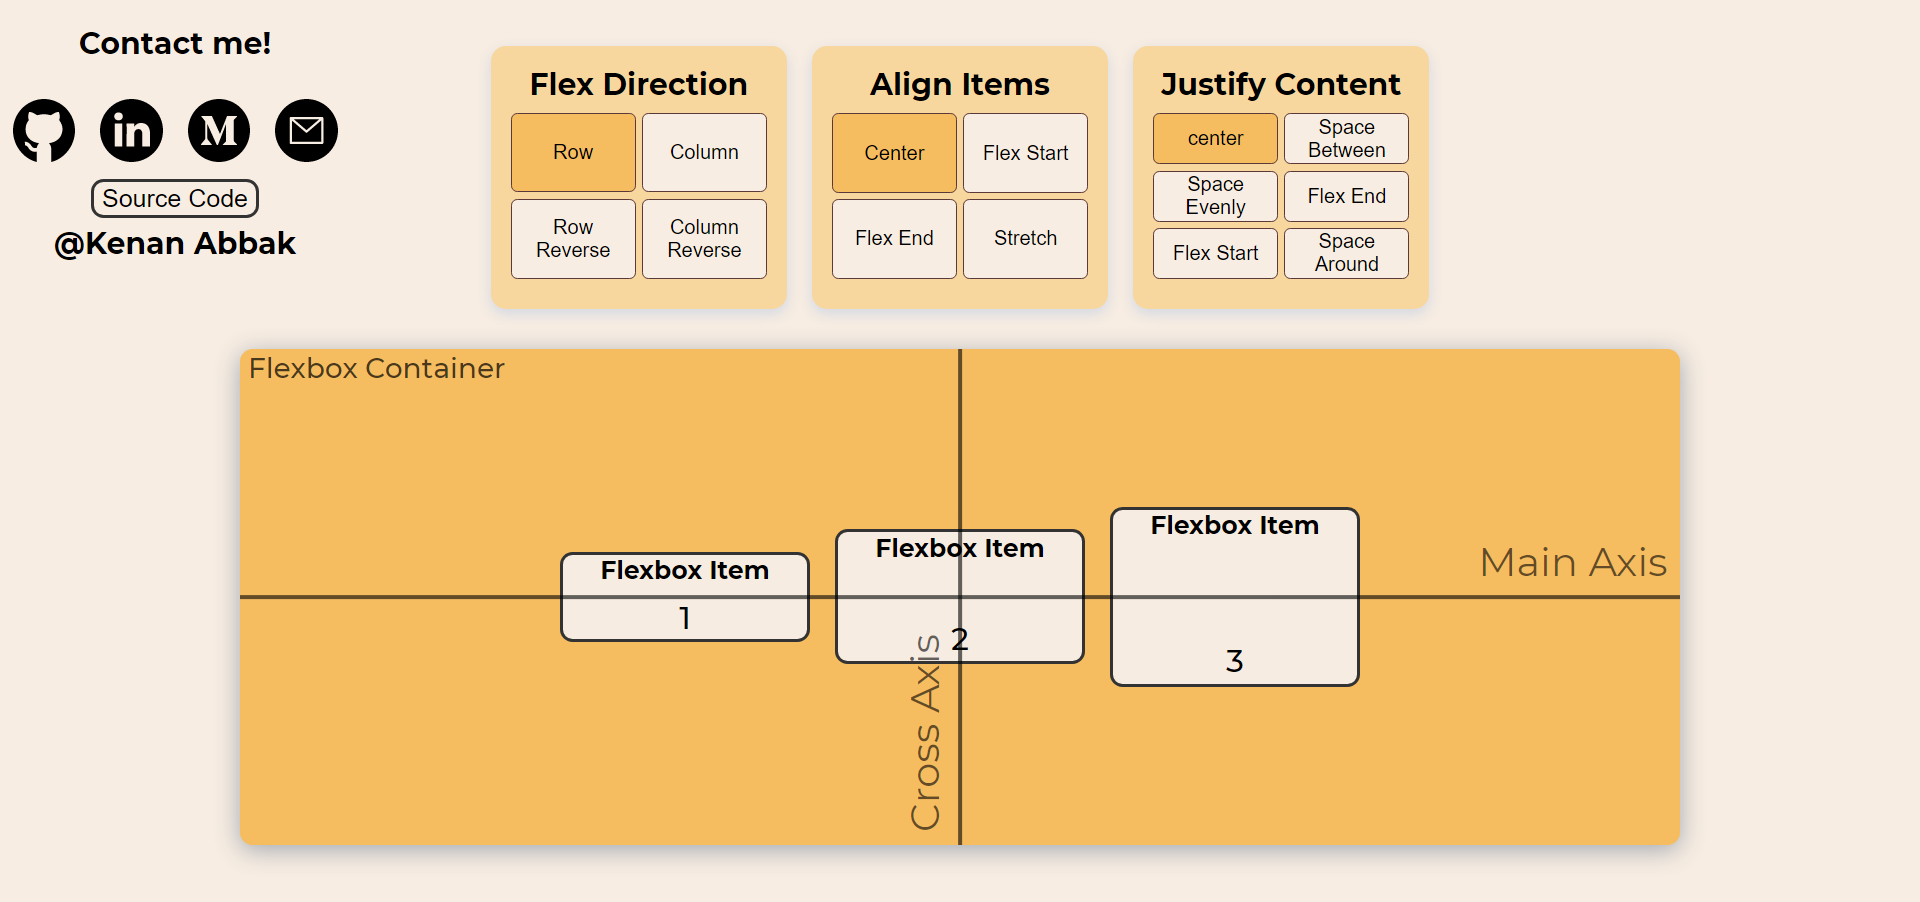 Contact me!
in
M
Source Code
@Kenan Abbak
Flex Direction
Row
Column
Row
Reverse
Column
Reverse
Align Items
Center
Flex Start
Flex End
Stretch
Justify Content
center
Space
Between
Space
Evenly
Flex End
Flex Start
Space
Around
Flexbox Container
Flexbox Item
1
Flexbox Item
2
Flexbox Item
3
Main Axis
Cross Axis